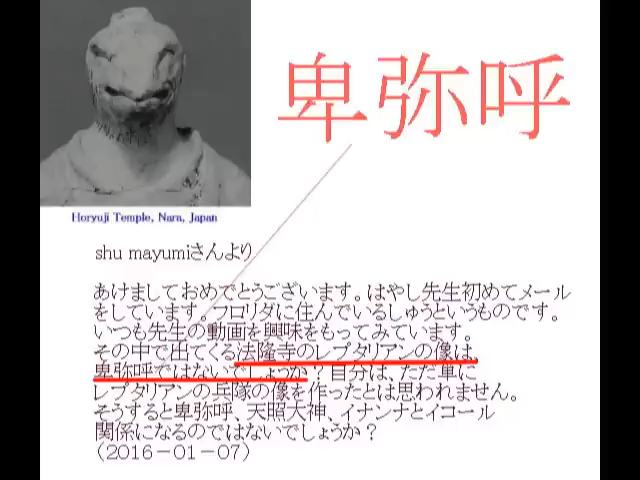 卑弥呼
Horyuji Temple, Nara, Japan
shu mayumiさんより
あけましておめでとうございます。はやし先生初めてメール
をしています。フロリダに住んでいるしゅうというものです。
いつも先生の動画を興味をもってみています。
その中で出てくる法隆寺のレプタリアンの像は、
卑弥呼ではないでしょうか？自分は、ただ単に
レプタリアンの兵隊の像を作ったとは思われません。
そうすると卑弥呼、天照大神、イナンナとイコール
関係になるのではないでしょうか？
（2016－01－07）